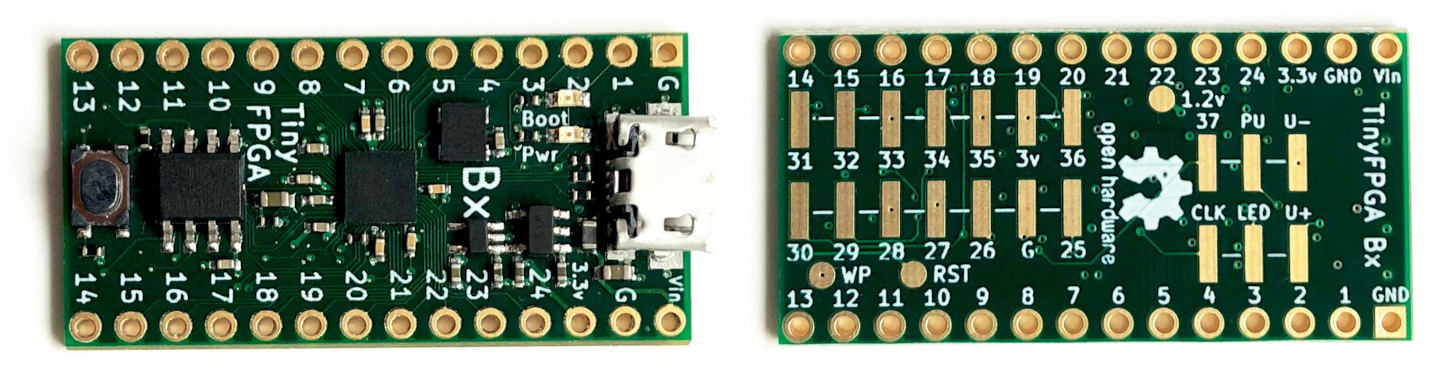 13 12 11 10 9 8 7 6 5 4 3 2 1 G
Tiny
FPGA
Boot
Pwr
Bx
14 15 16 17 18 19 20 21 22 23 24 3.3v G Vin
14 15 16 17 18 19 20 21 22 23 24 3.3v GND Vin
1.2v
37 PU U-
31 32 33 34 35 3v 36
open hardware
TinyFPGA Bx
CLK LED U+
30 29 28 27 26 G 25
WP RST
13 12 11 10 9 8 7 6 5 4 3 2 1 GND